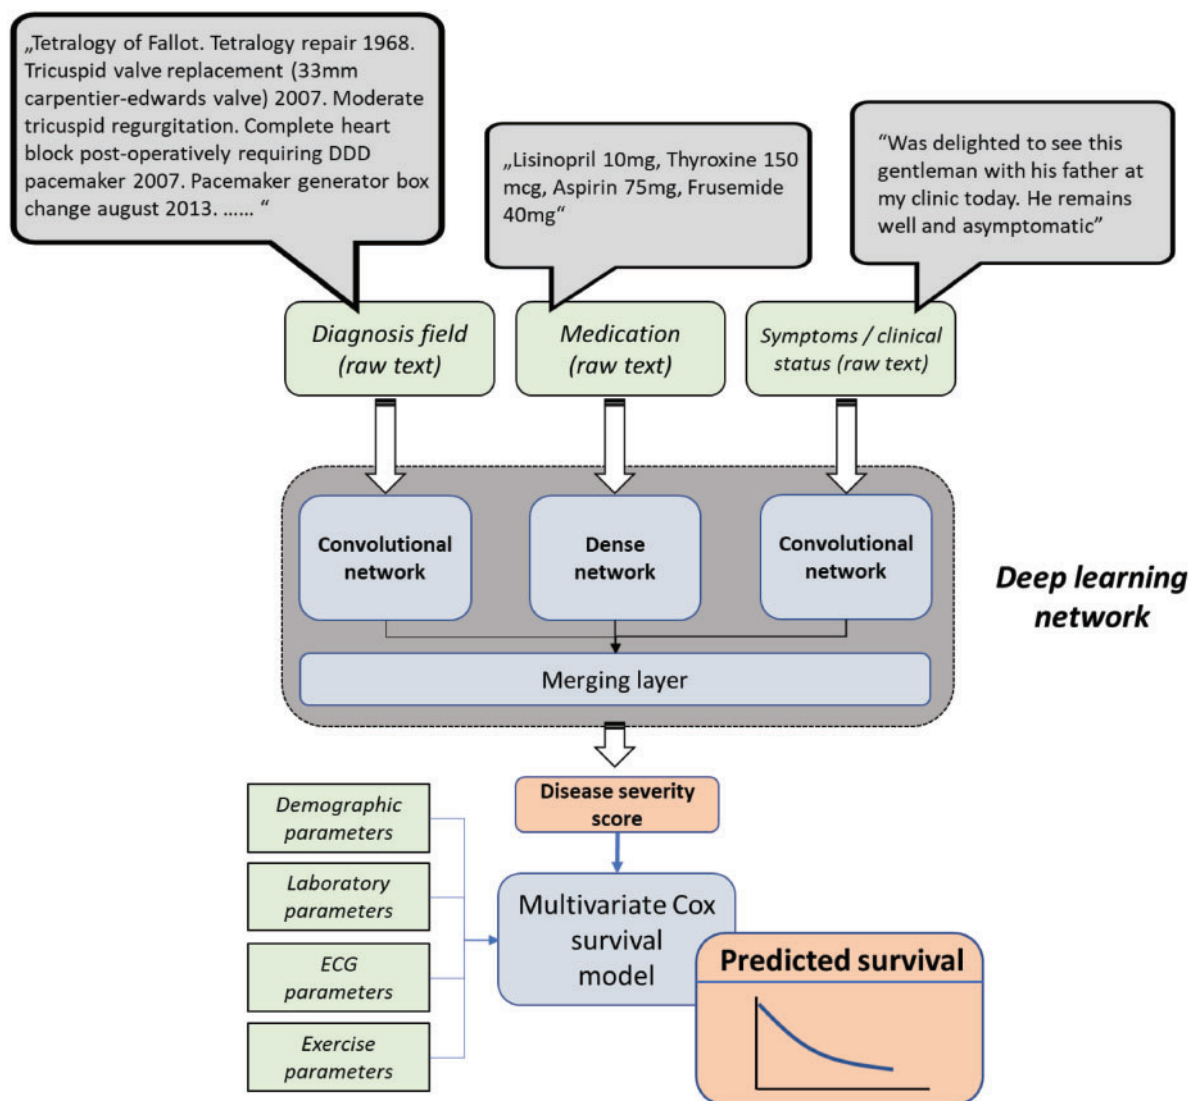 „Tetralogy of Fallot. Tetralogy repair 1968.
Tricuspid valve replacement (33mm
carpentier-edwards valve) 2007. Moderate
tricuspid regurgitation. Complete heart
block post-operatively requiring DDD
pacemaker 2007. Pacemaker generator box
change august 2013. …… “
„Lisinopril 10mg, Thyroxine 150
mcg, Aspirin 75mg, Frusemide
40mg“
“Was delighted to see this
gentleman with his father at
my clinic today. He remains
well and asymptomatic”
Diagnosis field
(raw text)
Medication
(raw text)
Symptoms / clinical
status (raw text)
Convolutional
network
Dense
network
Convolutional
network
Deep learning
network
Merging layer
Disease severity
score
Demographic
parameters
Laboratory
parameters
ECG
parameters
Exercise
parameters
Multivariate Cox
survival
model
Predicted survival